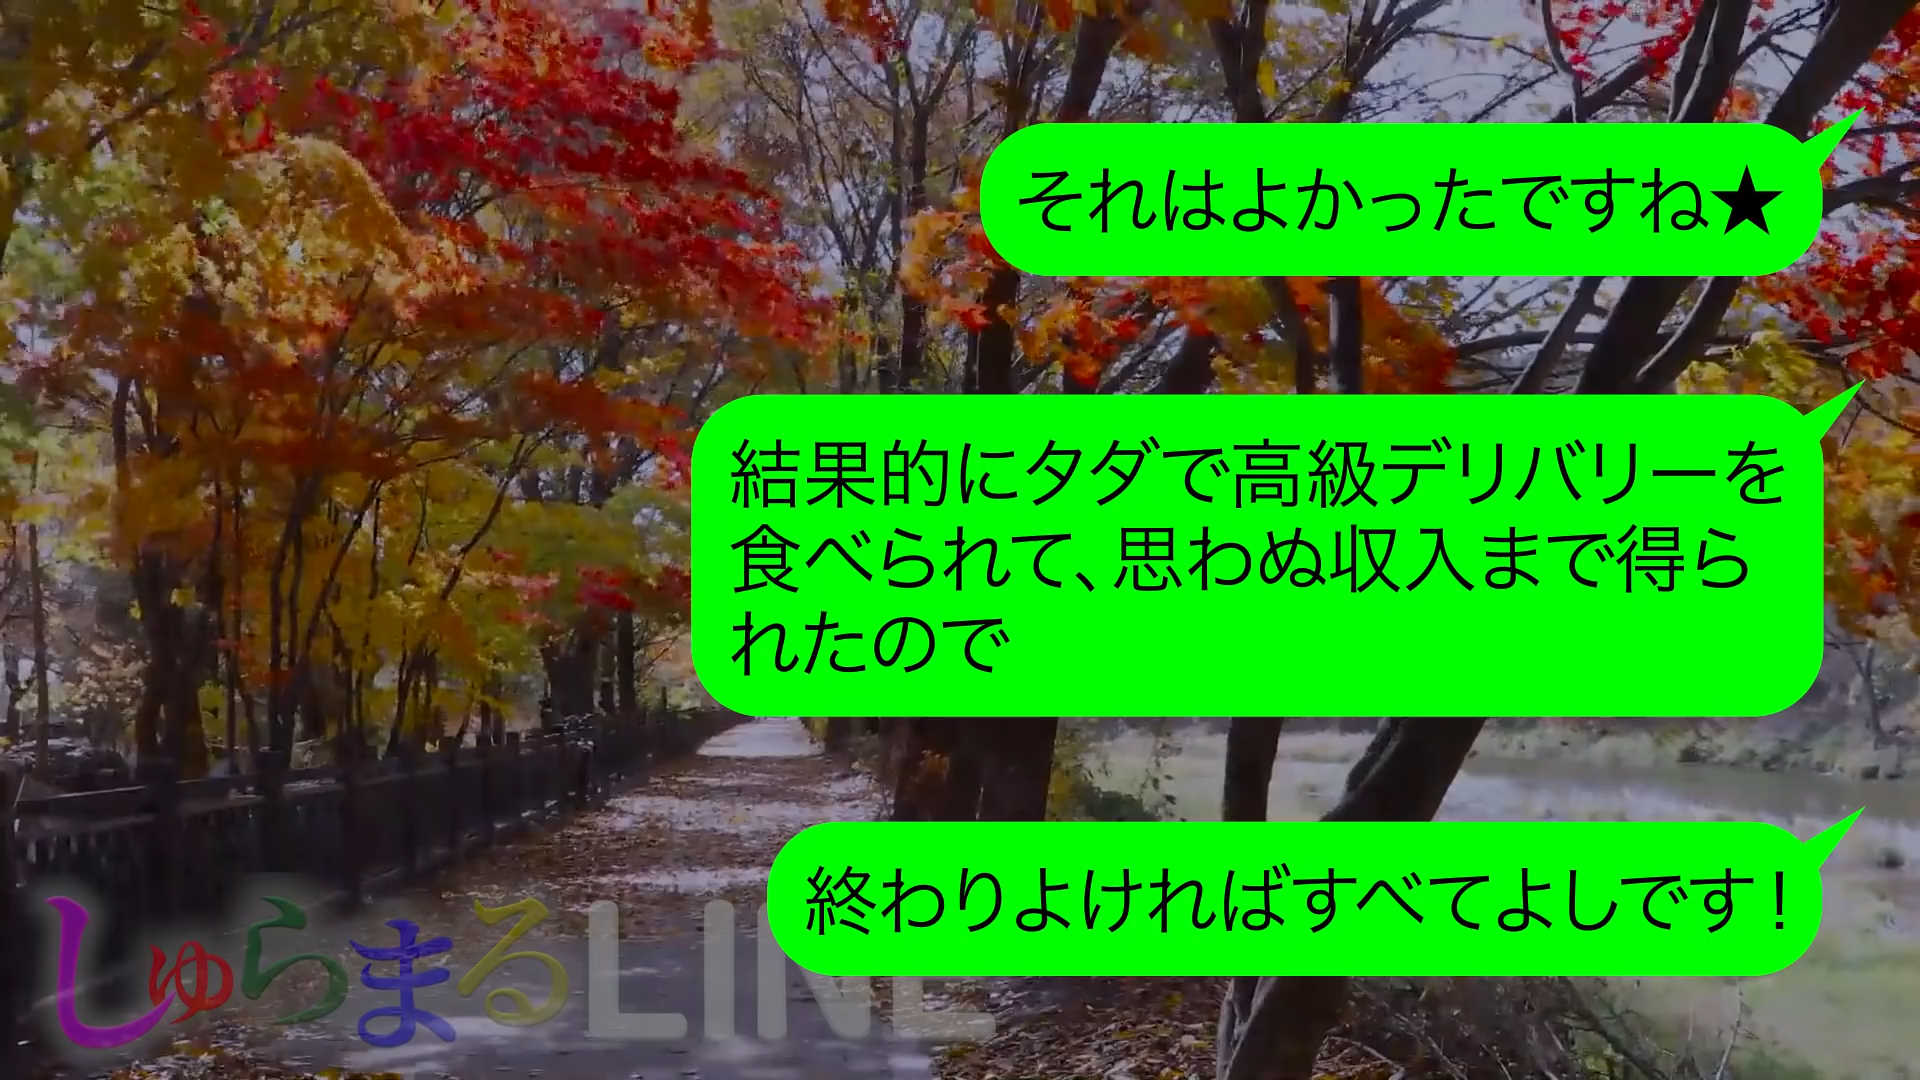 それはよかったですね★
結果的にタダで高級デリバリーを
食べられて、思わぬ収入まで得ら
れたので
終わりよければすべてよしです!
しゅらまるLINE